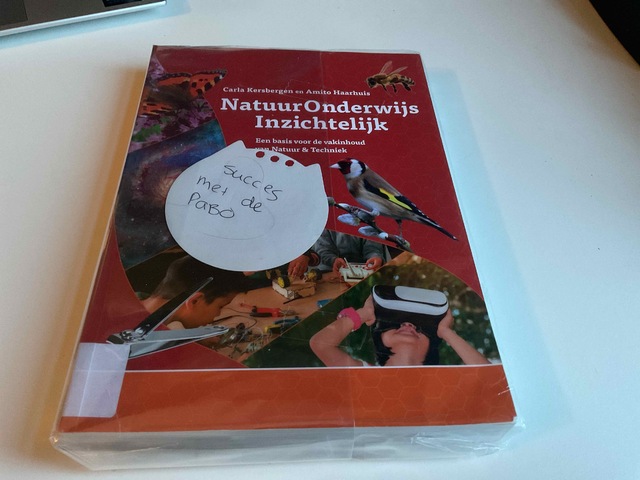 Carla Kersbergen en Amito Haarhuis
NatuurOnderwijs
Inzichtelijk
Een basis voor de vakinhoud
van Natuur & Techniek
succes
met de
PABO